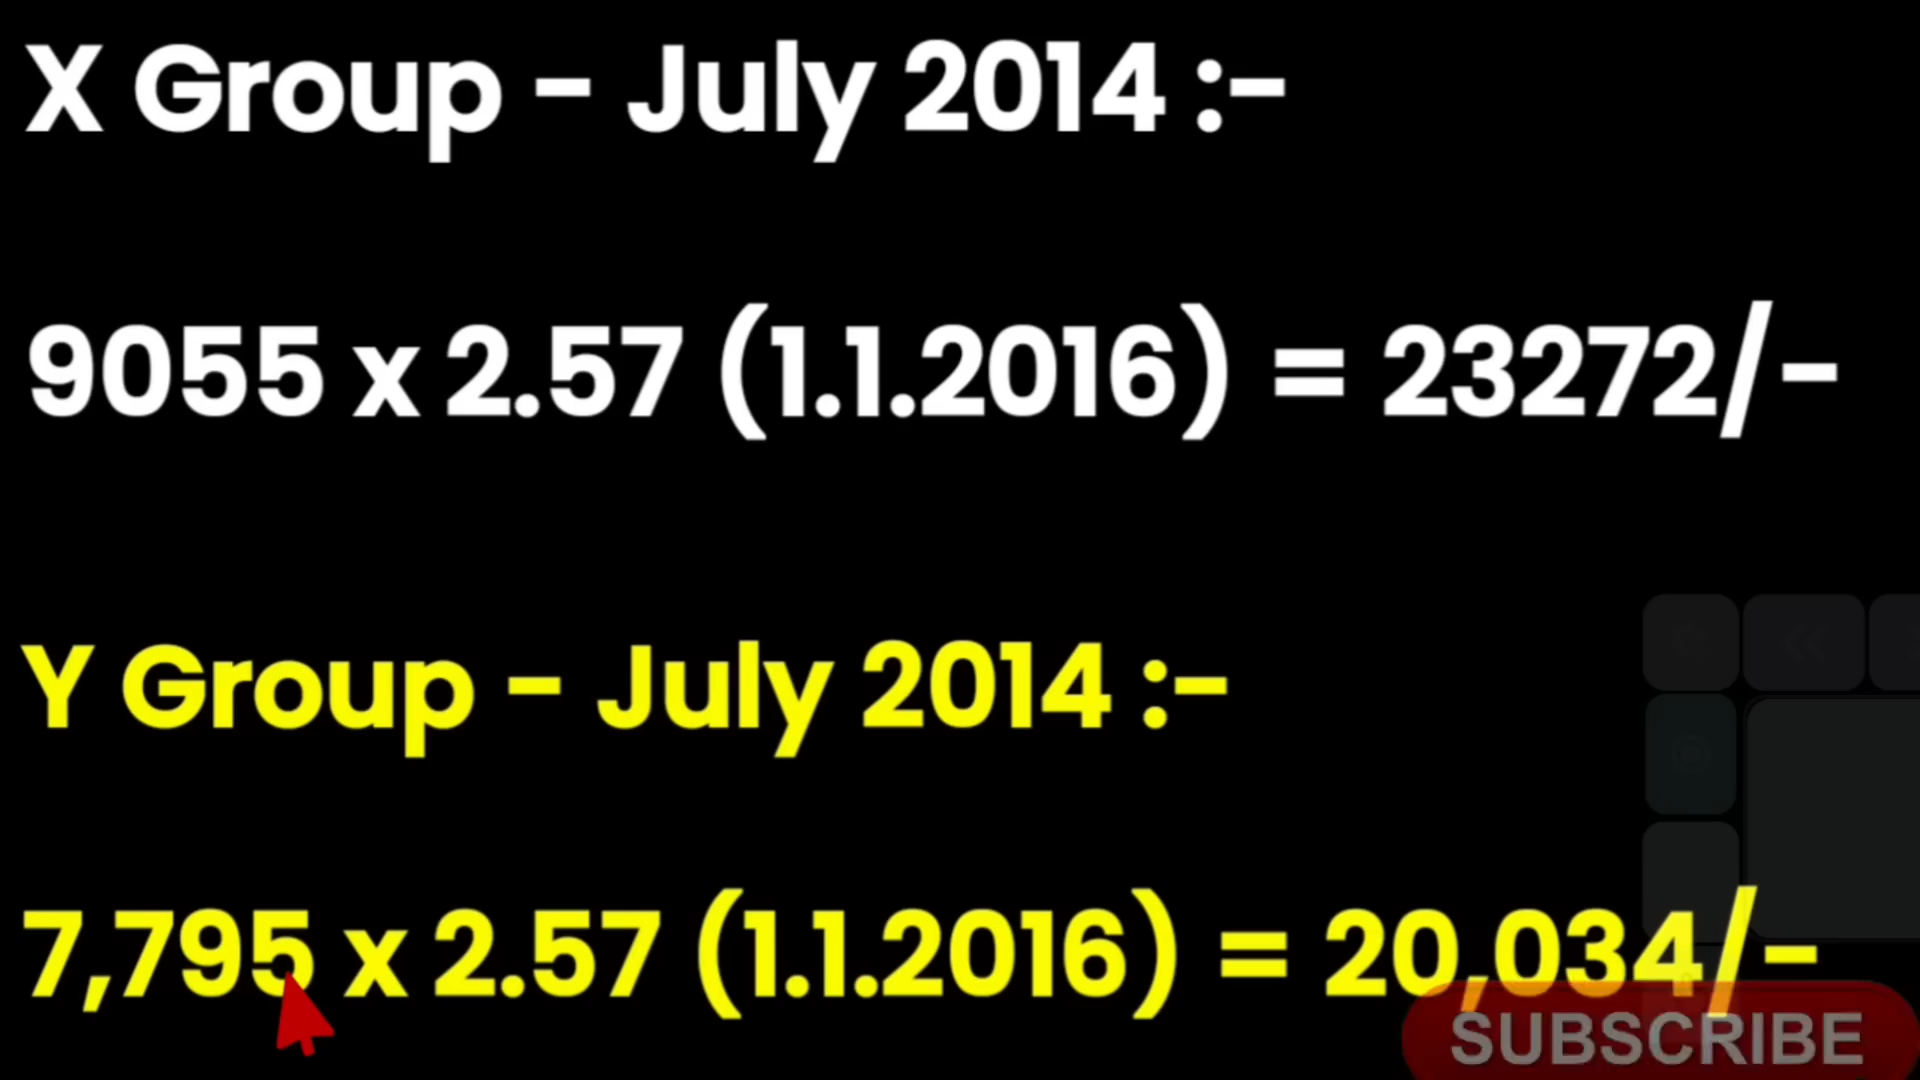 X Group - July 2014 :-
9055 x 2.57 (1.1.2016) = 23272/-
Y Group - July 2014 :-
7,795 x 2.57 (1.1.2016) = 20,034/-
SUBSCRIBE